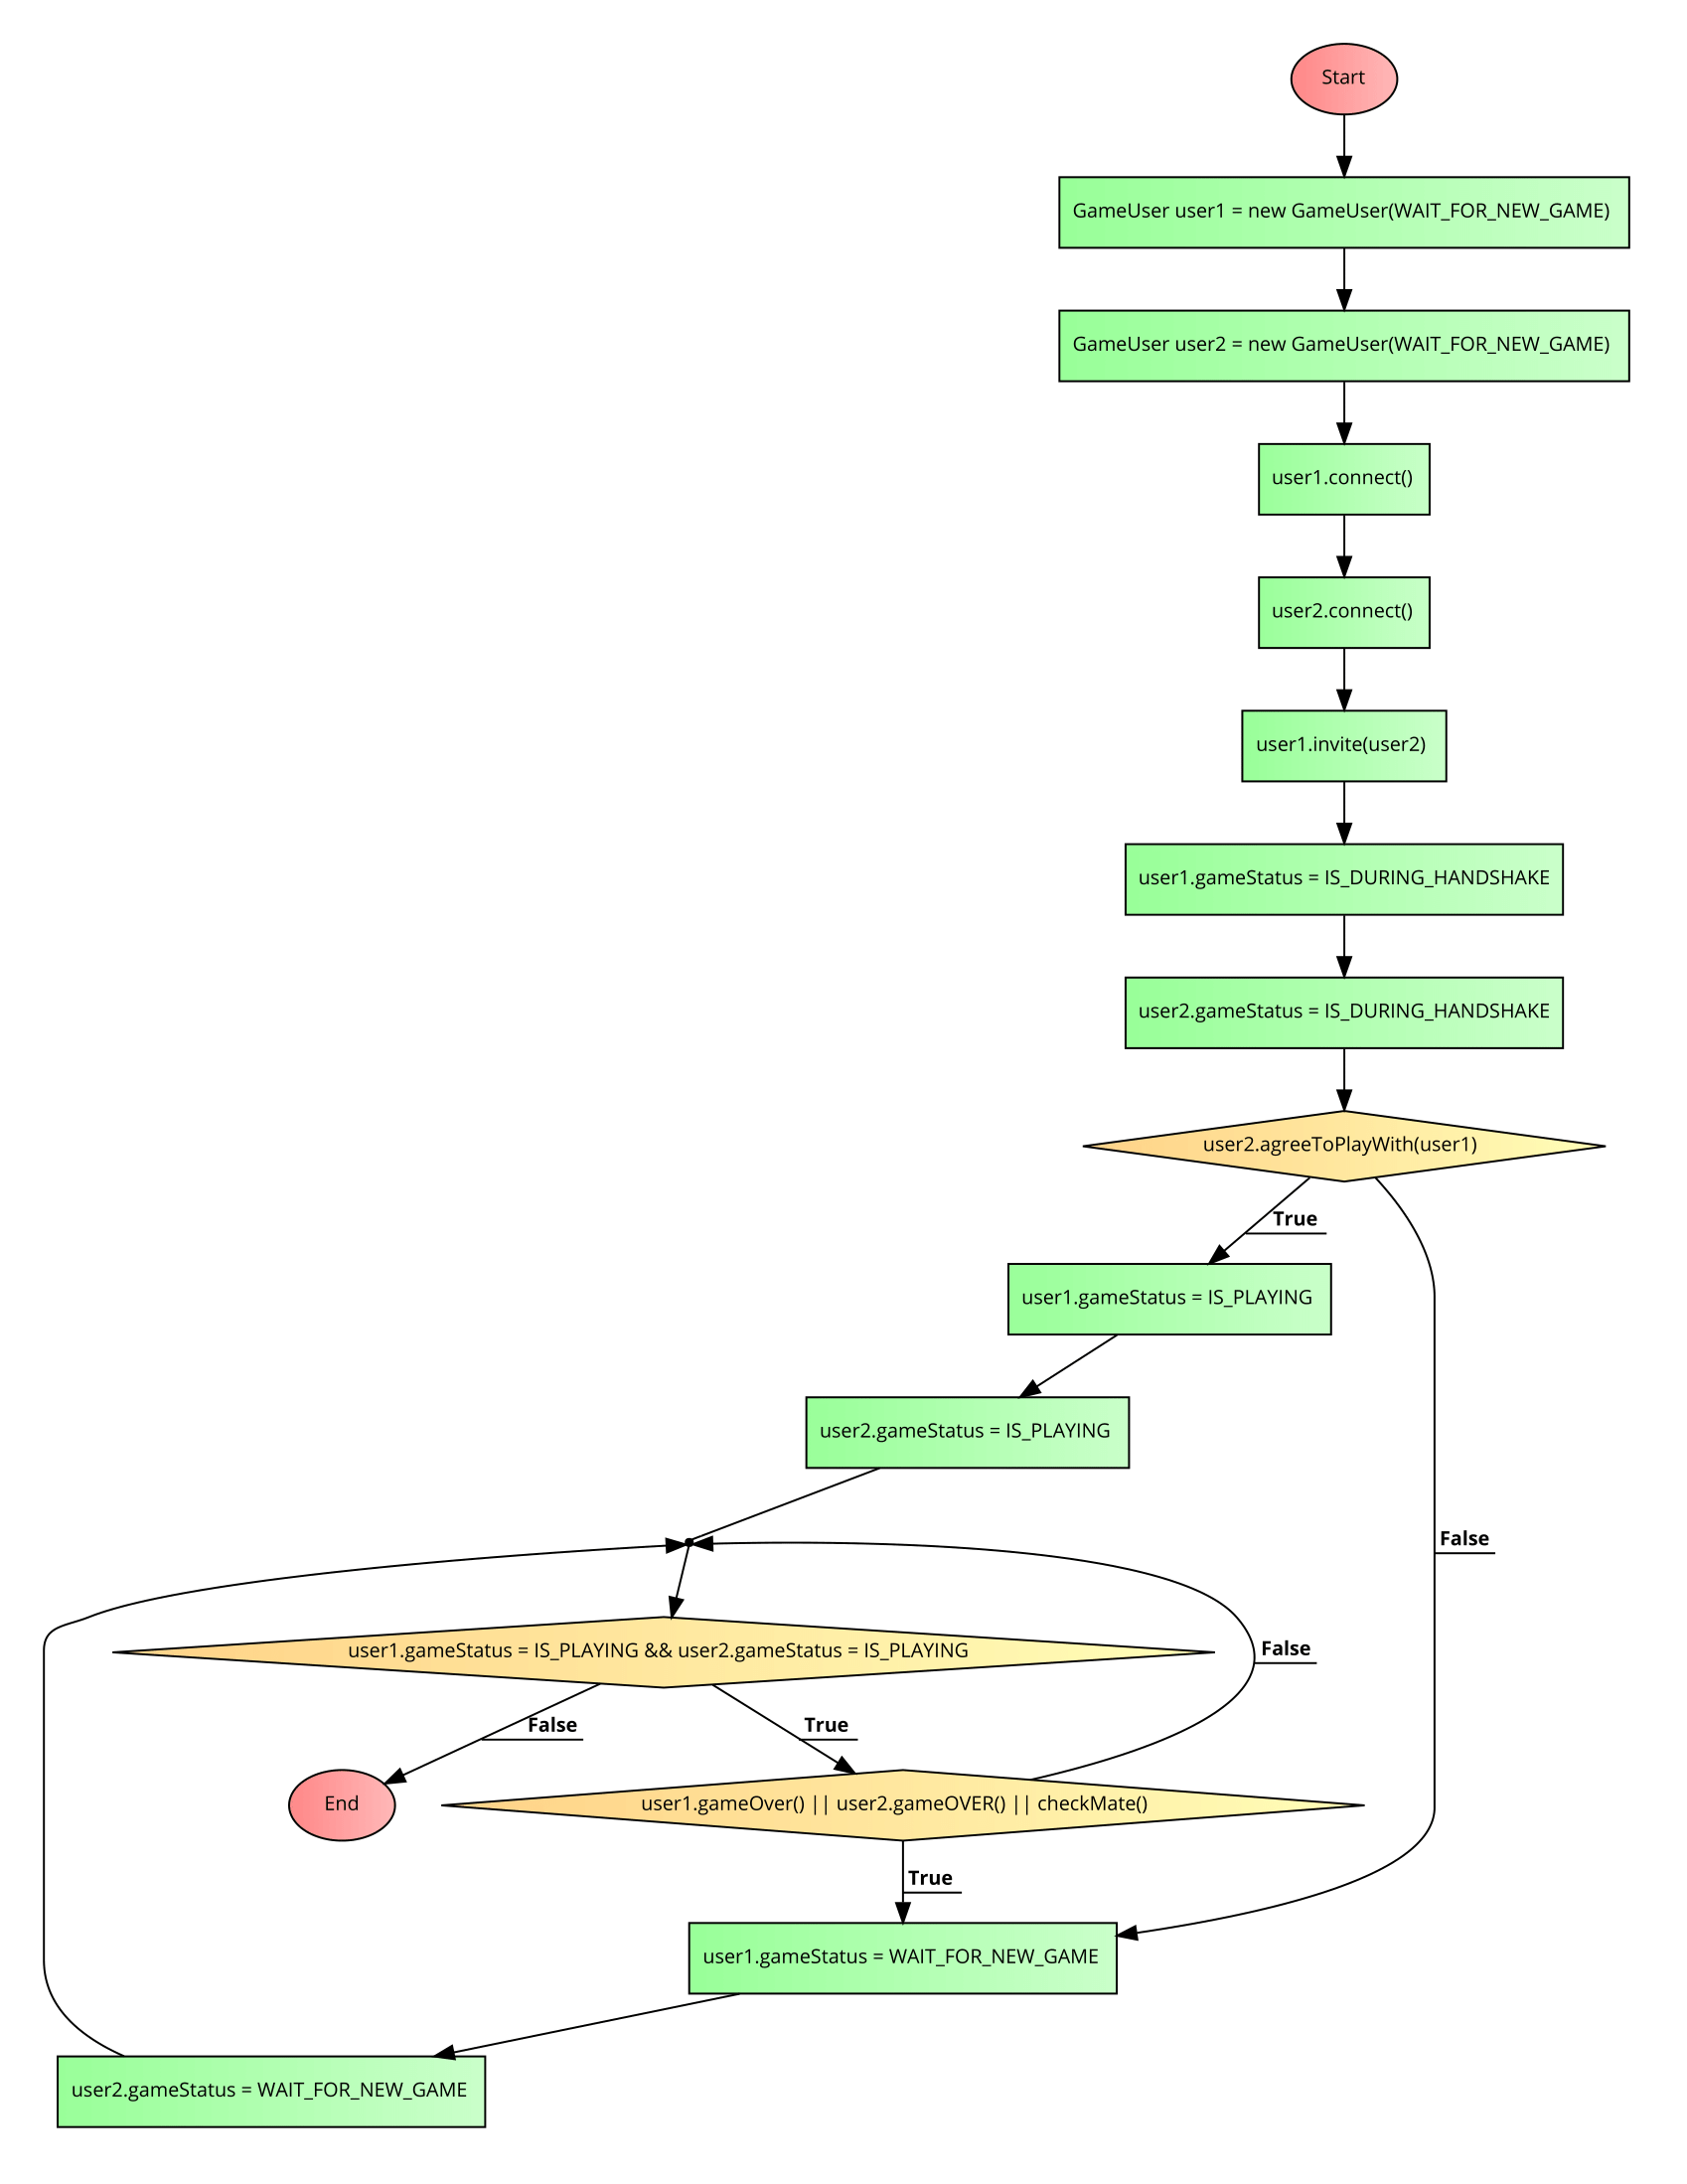 Start
GameUser user1 = new GameUser(WAIT_FOR_NEW_GAME)
GameUser user2 = new GameUser(WAIT_FOR_NEW_GAME)
user1.connect()
user2.connect()
user1.invite(user2)
user1.gameStatus = IS_DURING_HANDSHAKE
user2.gameStatus = IS_DURING_HANDSHAKE
user2.agreeToPlayWith(user1)
True
user1.gameStatus = IS_PLAYING
user2.gameStatus = IS_PLAYING
False
user1.gameStatus = IS_PLAYING && user2.gameStatus = IS_PLAYING
False
False
True
End
user1.gameOver() || user2.gameOVER() || checkMate()
True
user1.gameStatus = WAIT_FOR_NEW_GAME
user2.gameStatus = WAIT_FOR_NEW_GAME